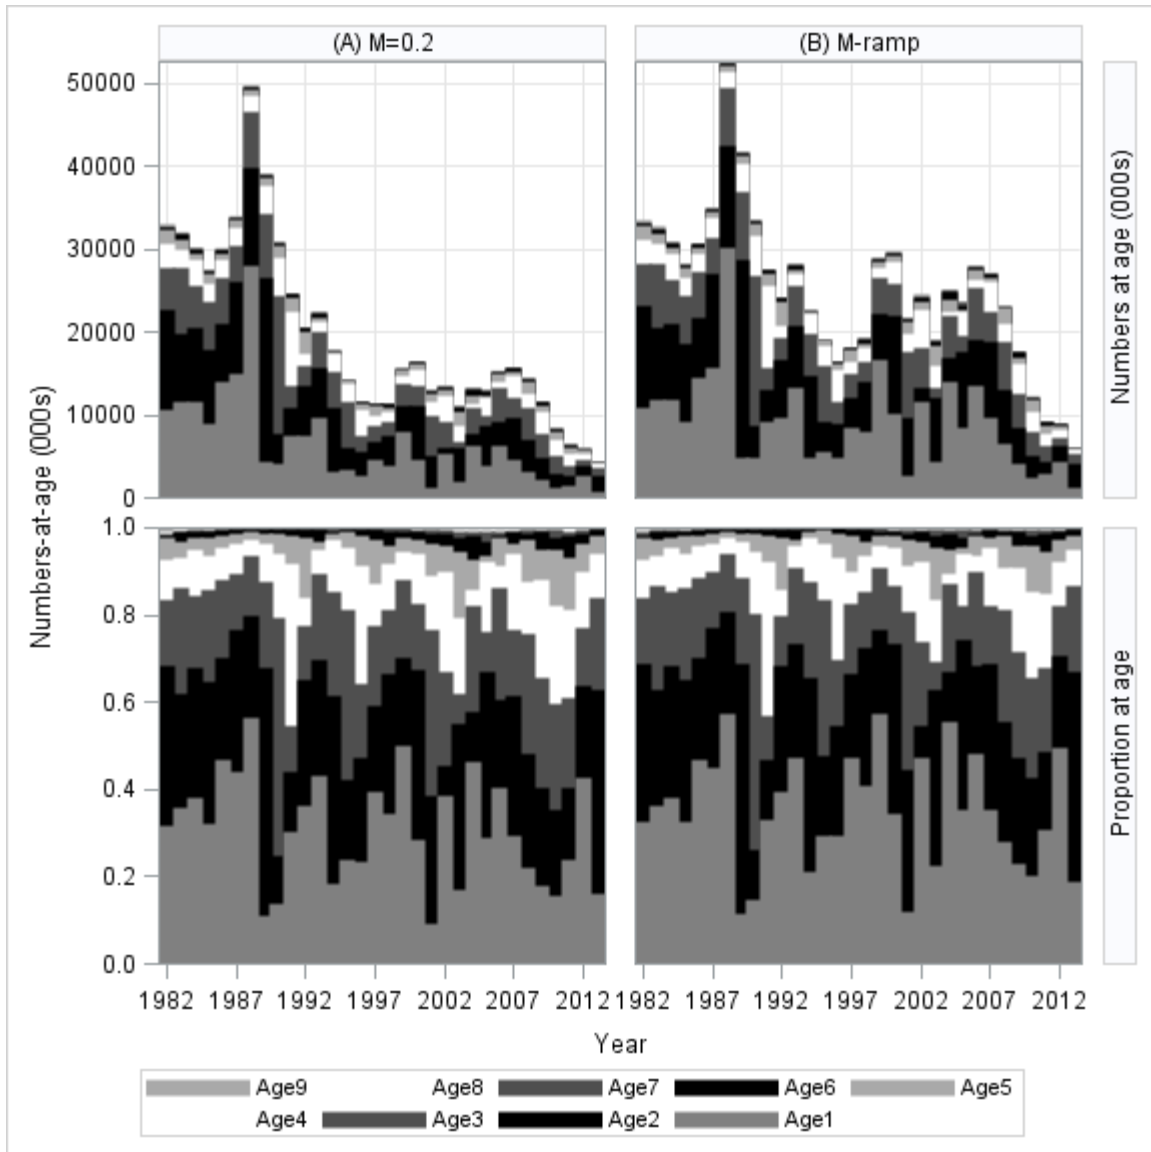 (A) M=0.2 (B) M-ramp
50000
40000
30000
20000
10000
0
Numbers at age (000s)
Numbers-at-age (000s)
1.0
0.8
0.6
0.4
0.2
0.0
Proportion at age
1982 1987 1992 1997 2002 2007 2012 1982 1987 1992 1997 2002 2007 2012
Year
Age9 Age8 Age7 Age6 Age5
Age4 Age3 Age2 Age1